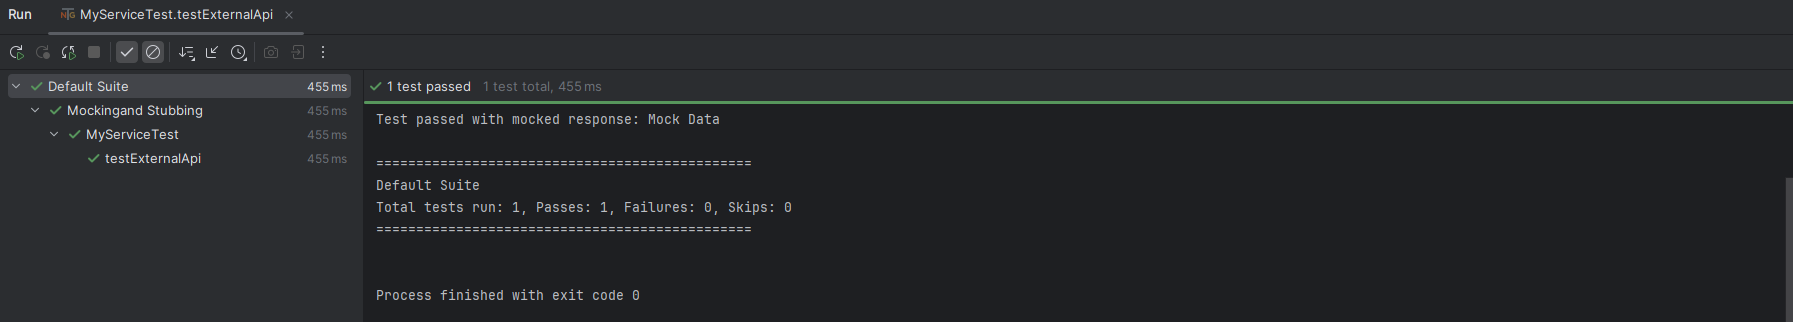 Run MyServiceTest.testExternalApi
Default Suite 455 ms
Mockingand Stubbing 455 ms
MyServiceTest 455 ms
testExternalApi 455 ms
1 test passed 1 test total, 455 ms
Test passed with mocked response: Mock Data
===============================================
Default Suite
Total tests run: 1, Passes: 1, Failures: 0, Skips: 0
===============================================
Process finished with exit code 0